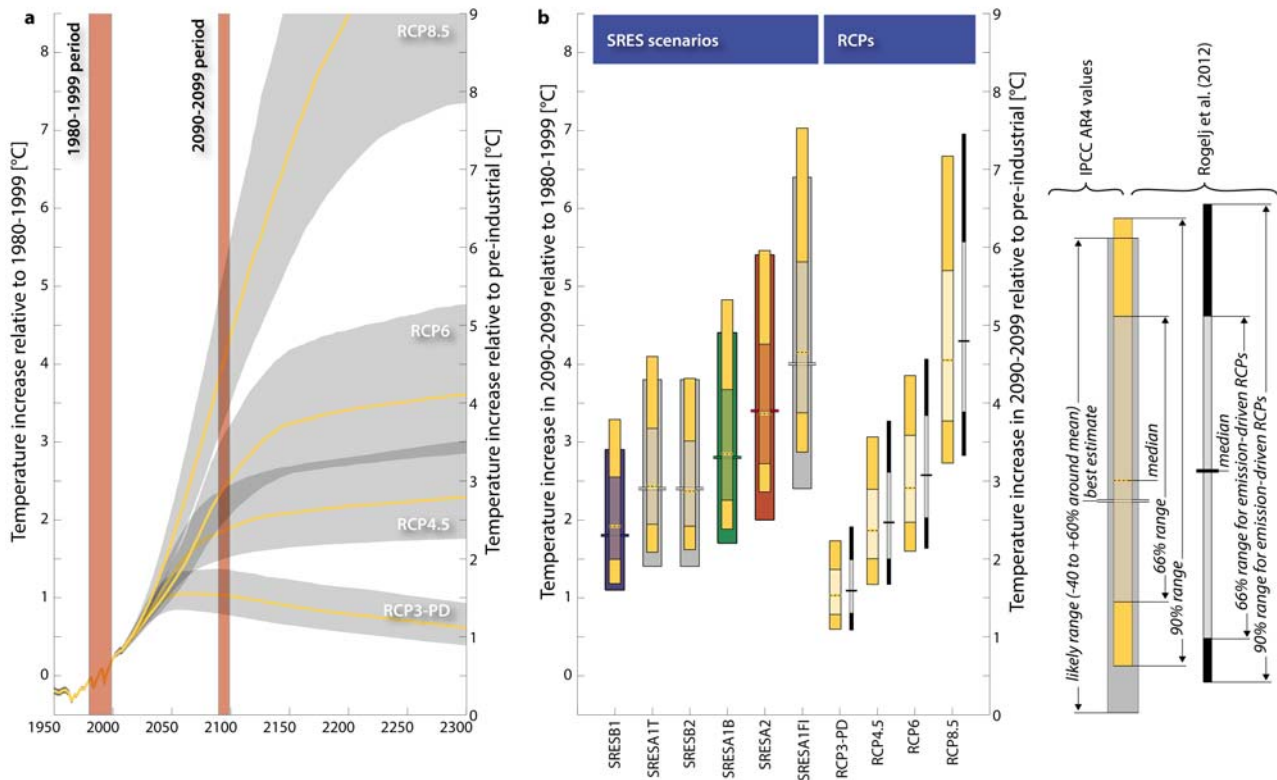 a
Temperature increase relative to 1980-1999 [°C]
8
7
6
5
4
3
2
1
0
1980-1999 period
2090-2099 period
RCP8.5
RCP6
RCP4.5
RCP3-PD
9
8
7
6
5
4
3
2
1
0
Temperature increase relative to pre-industrial [°C]
1950 2000 2050 2100 2150 2200 2250 2300
b
Temperature increase in 2090-2099 relative to 1980-1999 [°C]
8
7
6
5
4
3
2
1
0
SRES scenarios
RCPs
9
8
7
6
5
4
3
2
1
0
Temperature increase in 2090-2099 relative to pre-industrial [°C]
SRESB1
SRESA1T
SRESB2
SRESA1B
SRESA2
SRESA1FI
RCP3-PD
RCP4.5
RCP6
RCP8.5
IPCC AR4 values
Rogelj et al. (2012)
likely range (-40 to +60% around mean)
best estimate
median
66% range
90% range
median
66% range for emission-driven RCPs
90% range for emission-driven RCPs